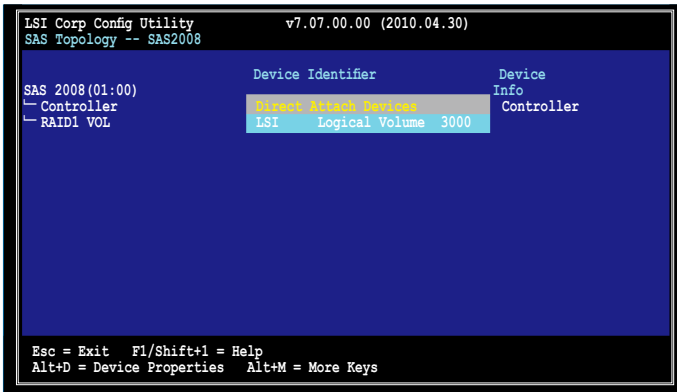 LSI Corp Config Utility v7.07.00.00 (2010.04.30)
SAS Topology -- SAS2008
Device Identifier Device
SAS 2008(01:00) Info
Controller Direct Attach Devices Controller
RAID1 VOL LSI Logical Volume 3000
Esc = Exit F1/Shift+1 = Help
Alt+D = Device Properties Alt+M = More Keys